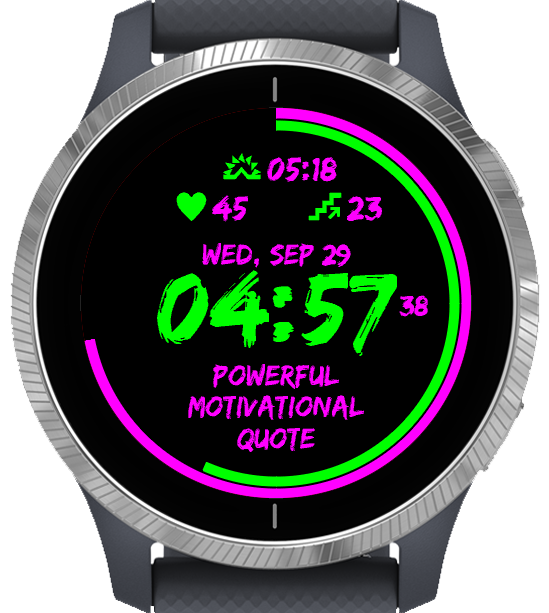 05:18
45 23
WED, SEP 29
04:57 38
POWERFUL
MOTIVATIONAL
QUOTE